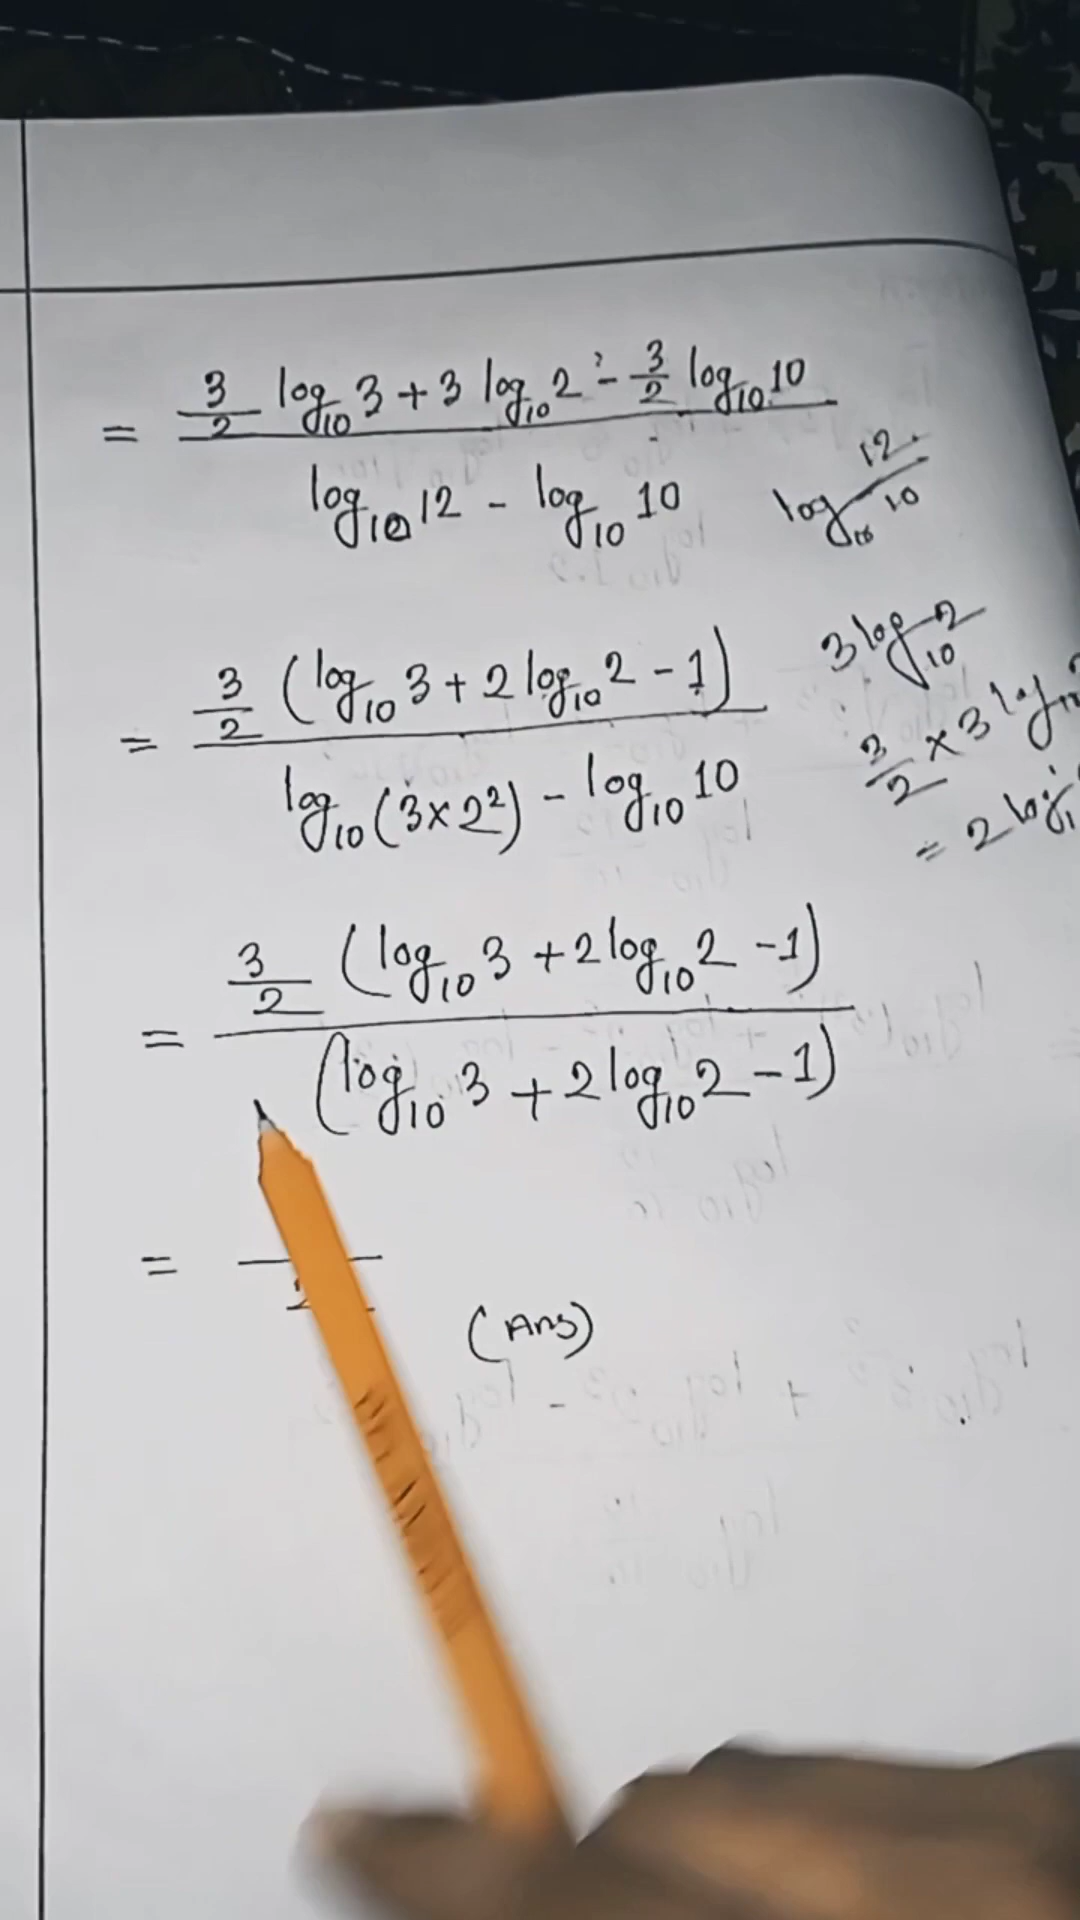 = 3/2 log₁₀ 3 + 3 log₁₀ 2 - 3/2 log₁₀ 10
log₁₀ 12 - log₁₀ 10
log₁₀ 12/10
= 3/2 (log₁₀ 3 + 2 log₁₀ 2 - 1)
log₁₀ (3 × 2²) - log₁₀ 10
3 log₁₀ 2
3/2 × 3 log
= 2 log
= 3/2 (log₁₀ 3 + 2 log₁₀ 2 - 1)
(log₁₀ 3 + 2 log₁₀ 2 - 1)
=
(Ans)